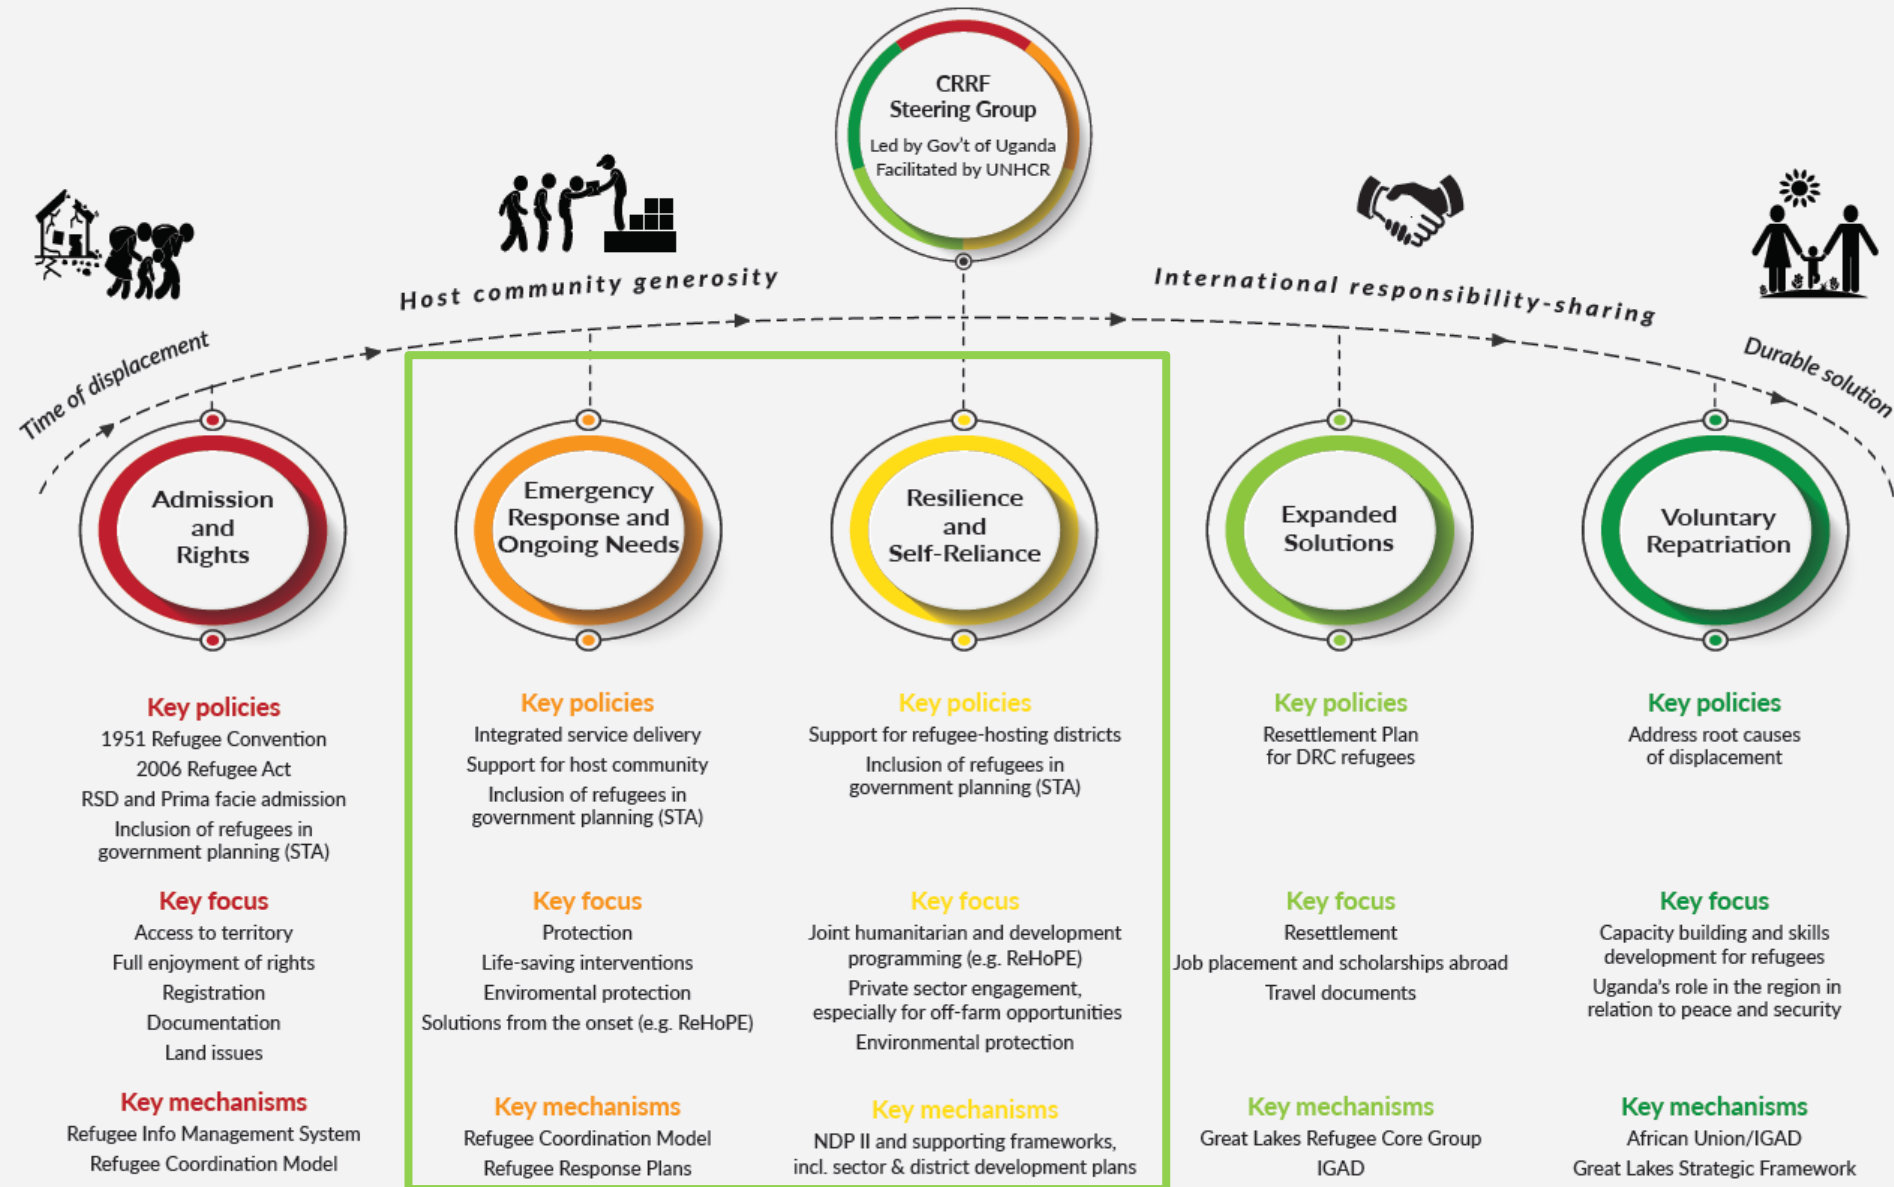 CRRF
Steering Group
Led by Gov't of Uganda
Facilitated by UNHCR
Time of displacement
Host community generosity
International responsibility-sharing
Durable solution
Admission
and
Rights
Key policies
1951 Refugee Convention
2006 Refugee Act
RSD and Prima facie admission
Inclusion of refugees in
government planning (STA)
Key focus
Access to territory
Full enjoyment of rights
Registration
Documentation
Land issues
Key mechanisms
Refugee Info Management System
Refugee Coordination Model
Emergency
Response and
Ongoing Needs
Key policies
Integrated service delivery
Support for host community
Inclusion of refugees in
government planning (STA)
Key focus
Protection
Life-saving interventions
Enviromental protection
Solutions from the onset (e.g. ReHoPE)
Key mechanisms
Refugee Coordination Model
Refugee Response Plans
Resilience
and
Self-Reliance
Key policies
Support for refugee-hosting districts
Inclusion of refugees in
government planning (STA)
Key focus
Joint humanitarian and development
programming (e.g. ReHoPE)
Private sector engagement,
especially for off-farm opportunities
Environmental protection
Key mechanisms
NDP II and supporting frameworks,
incl. sector & district development plans
Expanded
Solutions
Key policies
Resettlement Plan
for DRC refugees
Key focus
Resettlement
Job placement and scholarships abroad
Travel documents
Key mechanisms
Great Lakes Refugee Core Group
IGAD
Voluntary
Repatriation
Key policies
Address root causes
of displacement
Key focus
Capacity building and skills
development for refugees
Uganda's role in the region in
relation to peace and security
Key mechanisms
African Union/IGAD
Great Lakes Strategic Framework